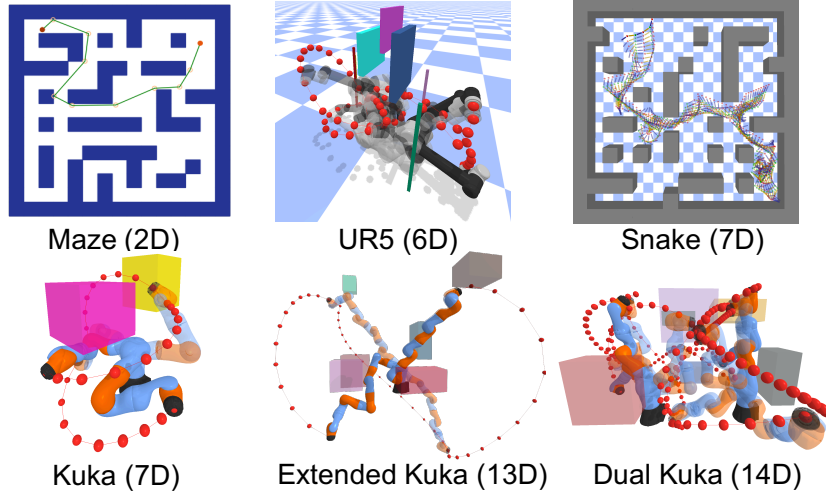 Maze (2D)
UR5 (6D)
Snake (7D)
Kuka (7D)
Extended Kuka (13D)
Dual Kuka (14D)